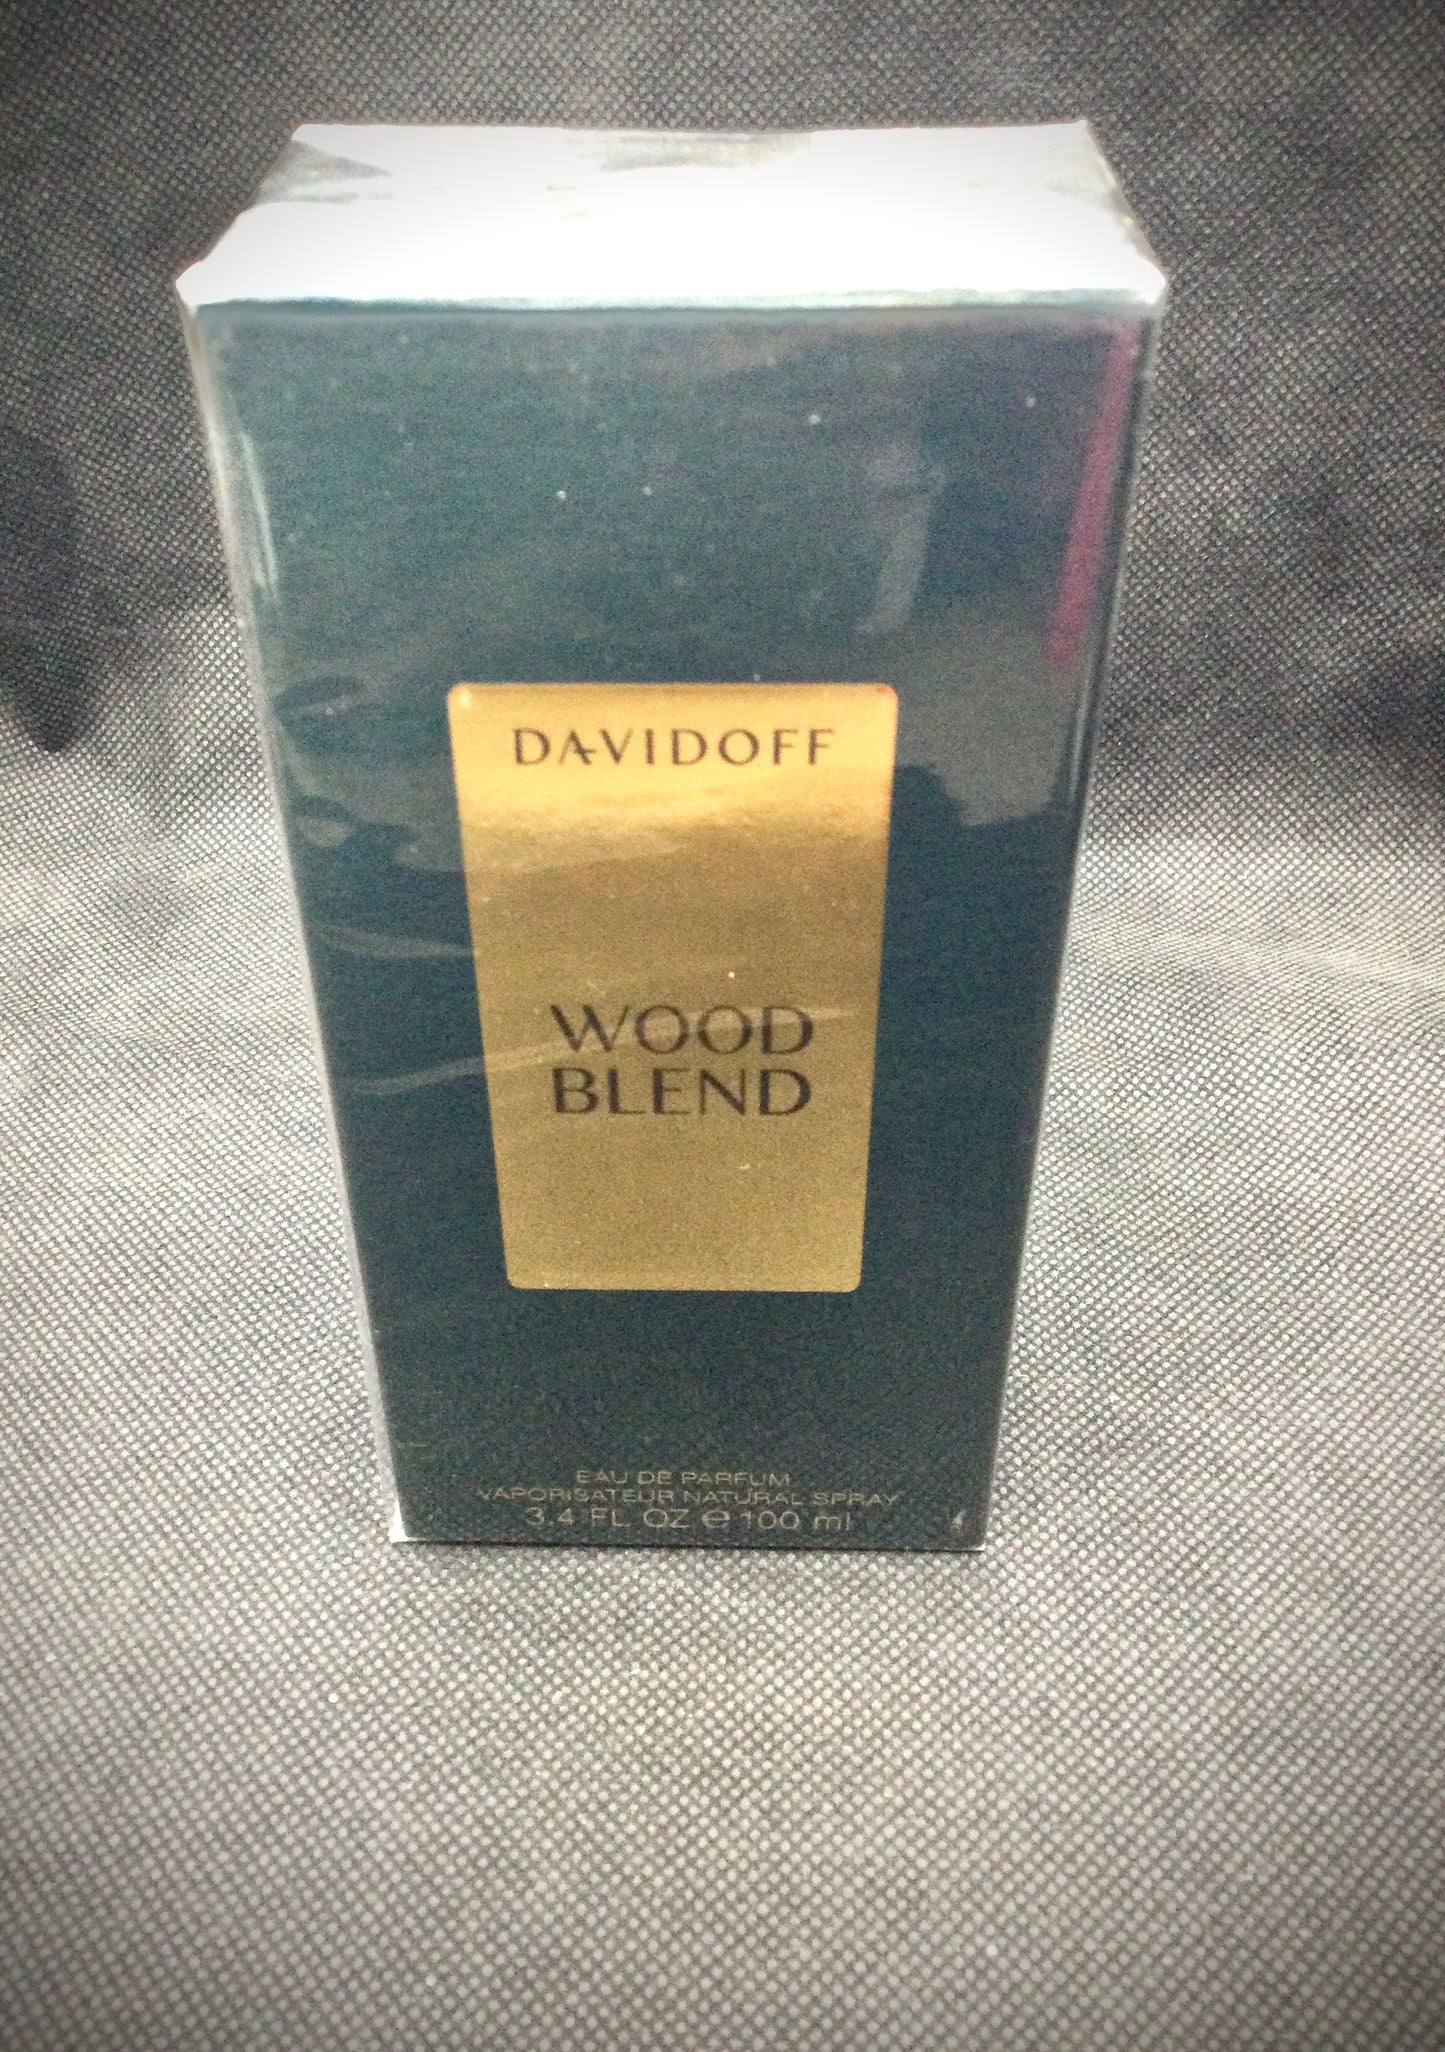 DAVIDOFF
WOOD
BLEND
EAU DE PARFUM
VAPORISATEUR NATURAL SPRAY
3.4 FL. OZ ℮ 100 ml